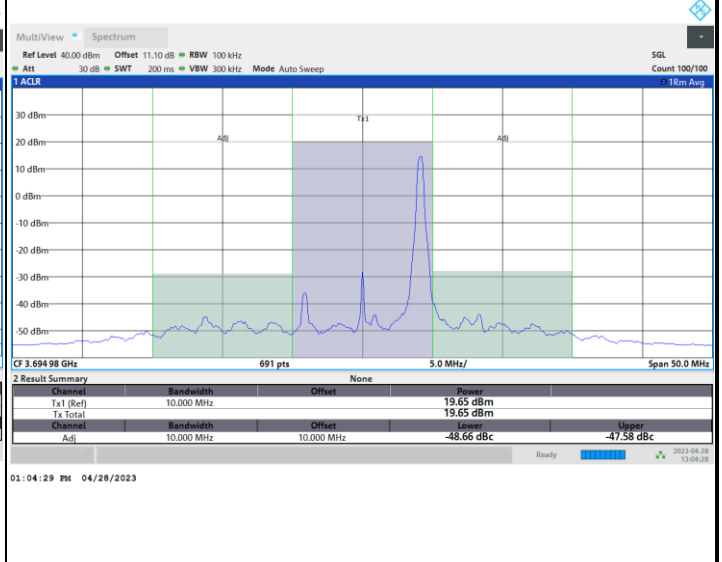 MultiView Spectrum
Ref Level 40.00 dBm Offset 11.10 dB RBW 100 kHz SGL
Att 30 dB SWT 200 ms VBW 300 kHz Mode Auto Sweep Count 100/100
1 ACLR 1Rm Avg
30 dBm
Tx1
20 dBm
Adj Adj
10 dBm
0 dBm
-10 dBm
-20 dBm
-30 dBm
-40 dBm
-50 dBm
CF 3.694 98 GHz 691 pts 5.0 MHz/ Span 50.0 MHz
2 Result Summary None
Channel Bandwidth Offset Power
Tx1 (Ref) 10.000 MHz 19.65 dBm
Tx Total 19.65 dBm
Channel Bandwidth Offset Lower Upper
Adj 10.000 MHz 10.000 MHz -48.66 dBc -47.58 dBc
Ready 2023-04-28
13:04:28
01:04:29 PM 04/28/2023